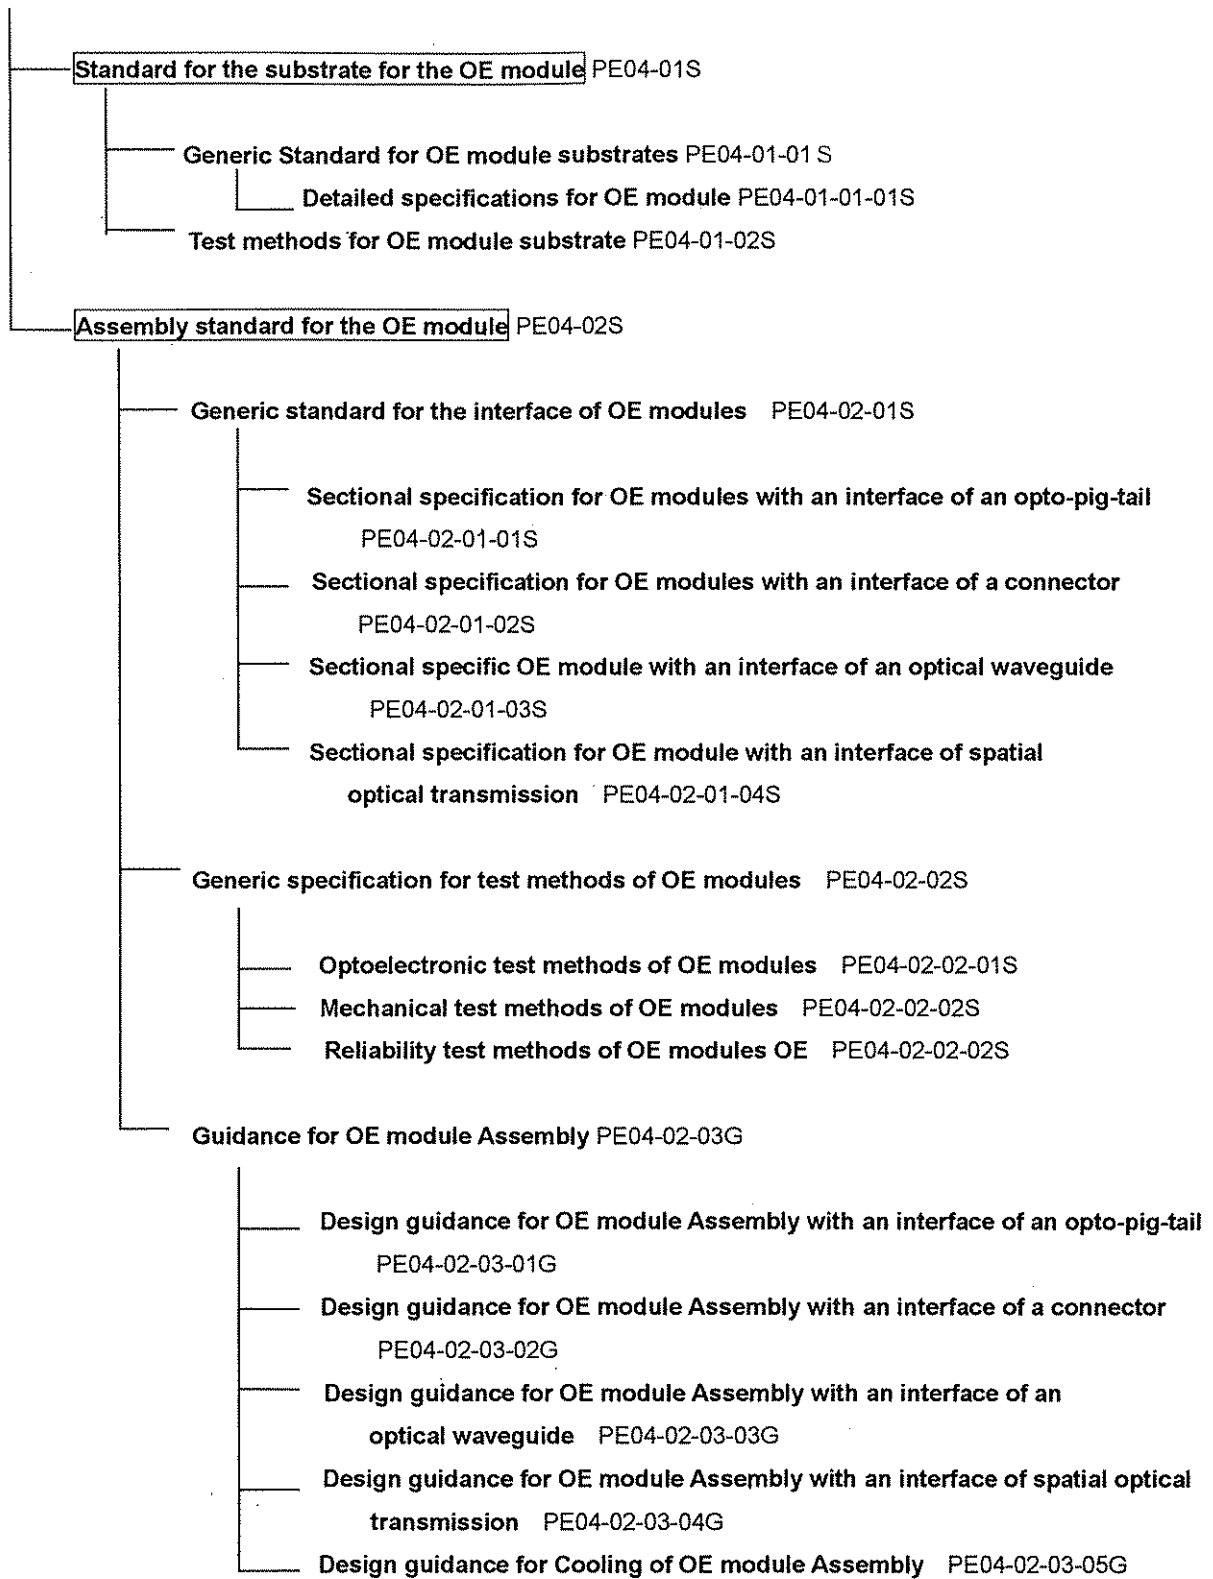 Standard for the substrate for the OE module PE04-01S
Generic Standard for OE module substrates PE04-01-01 S
Detailed specifications for OE module PE04-01-01-01S
Test methods for OE module substrate PE04-01-02S
Assembly standard for the OE module PE04-02S
Generic standard for the interface of OE modules PE04-02-01S
Sectional specification for OE modules with an interface of an opto-pig-tail
PE04-02-01-01S
Sectional specification for OE modules with an interface of a connector
PE04-02-01-02S
Sectional specific OE module with an interface of an optical waveguide
PE04-02-01-03S
Sectional specification for OE module with an interface of spatial
optical transmission PE04-02-01-04S
Generic specification for test methods of OE modules PE04-02-02S
Optoelectronic test methods of OE modules PE04-02-02-01S
Mechanical test methods of OE modules PE04-02-02-02S
Reliability test methods of OE modules OE PE04-02-02-02S
Guidance for OE module Assembly PE04-02-03G
Design guidance for OE module Assembly with an interface of an opto-pig-tail
PE04-02-03-01G
Design guidance for OE module Assembly with an interface of a connector
PE04-02-03-02G
Design guidance for OE module Assembly with an interface of an
optical waveguide PE04-02-03-03G
Design guidance for OE module Assembly with an interface of spatial optical
transmission PE04-02-03-04G
Design guidance for Cooling of OE module Assembly PE04-02-03-05G